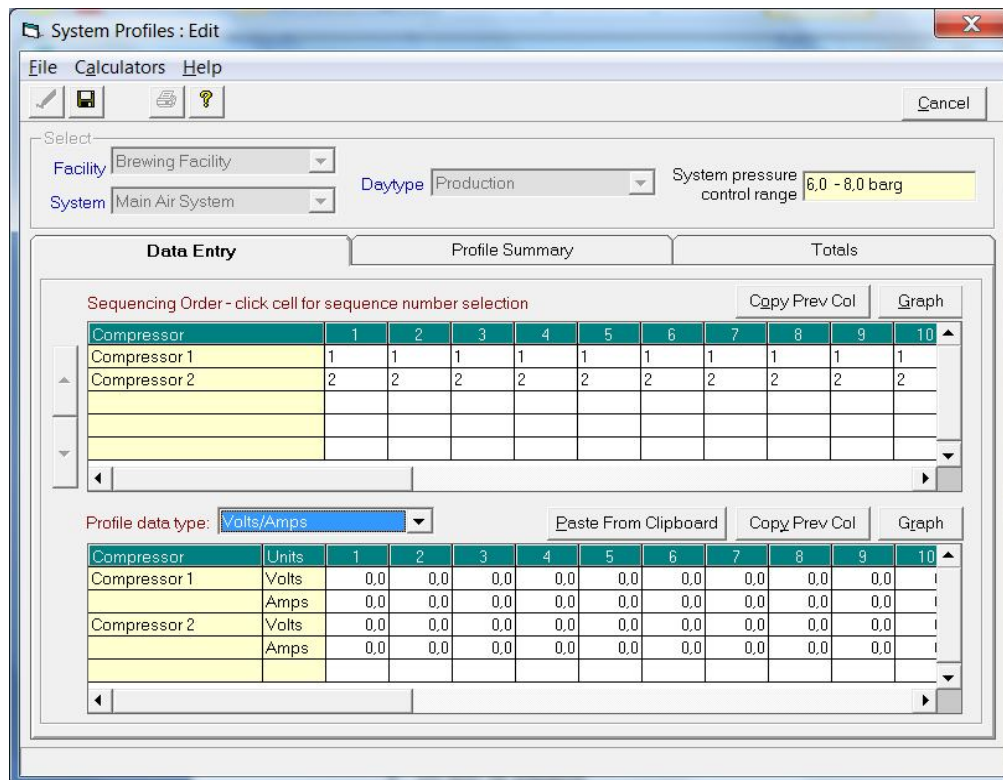 System Profiles : Edit
X
File Calculators Help
?
Cancel
Select
Facility Brewing Facility
System Main Air System
Daytype Production
System pressure control range 6,0 - 8,0 barg
Data Entry Profile Summary Totals
Sequencing Order - click cell for sequence number selection Copy Prev Col Graph
Compressor 1 2 3 4 5 6 7 8 9 10
Compressor 1 1 1 1 1 1 1 1 1 1 1
Compressor 2 2 2 2 2 2 2 2 2 2 2
Profile data type: Volts/Amps Paste From Clipboard Copy Prev Col Graph
Compressor Units 1 2 3 4 5 6 7 8 9 10
Compressor 1 Volts 0,0 0,0 0,0 0,0 0,0 0,0 0,0 0,0 0,0
Amps 0,0 0,0 0,0 0,0 0,0 0,0 0,0 0,0 0,0
Compressor 2 Volts 0,0 0,0 0,0 0,0 0,0 0,0 0,0 0,0 0,0
Amps 0,0 0,0 0,0 0,0 0,0 0,0 0,0 0,0 0,0